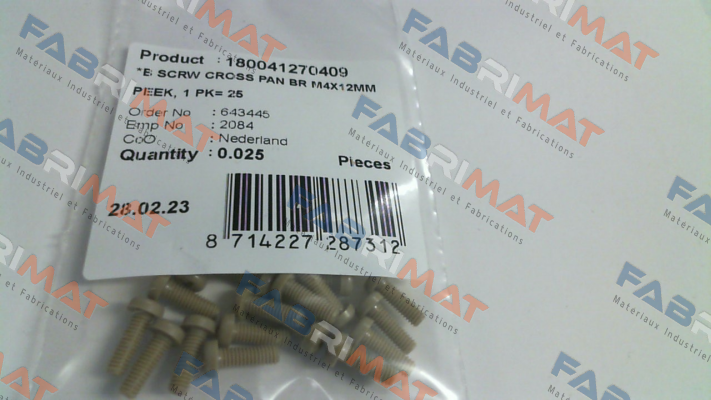 Product : 180041270409
*E SCRW CROSS PAN BR M4X12MM
PEEK, 1 PK= 25
Order No : 643445
Emp No : 2084
CoO : Nederland
Quantity : 0.025 Pieces
28.02.23
8 714227 287312
FABRIMAT
Matériaux Industriel et Fabrications